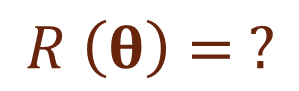 R (θ) = ?